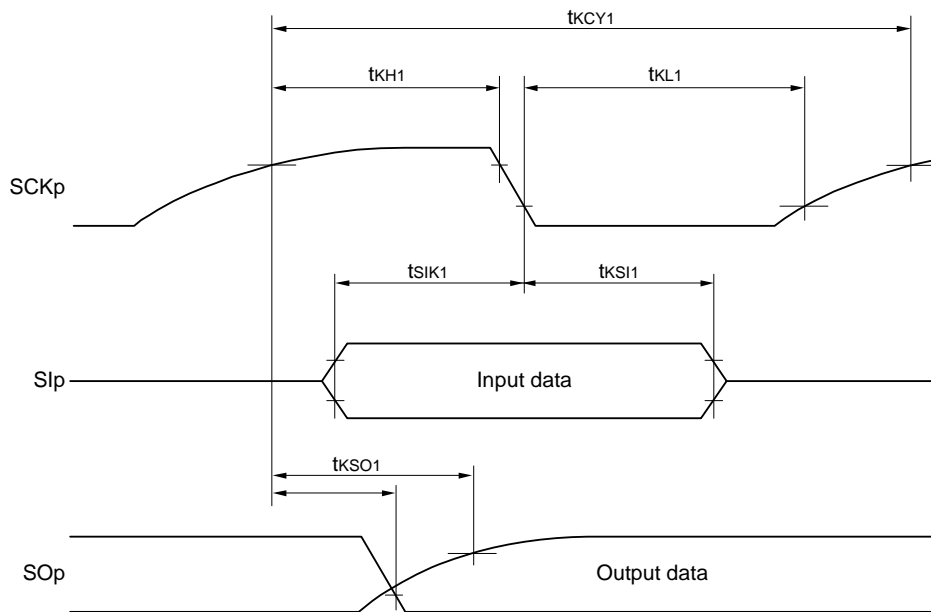 tKCY1
tKH1
tKL1
SCKp
tSIK1
tKSI1
SIp
Input data
tKSO1
SOp
Output data